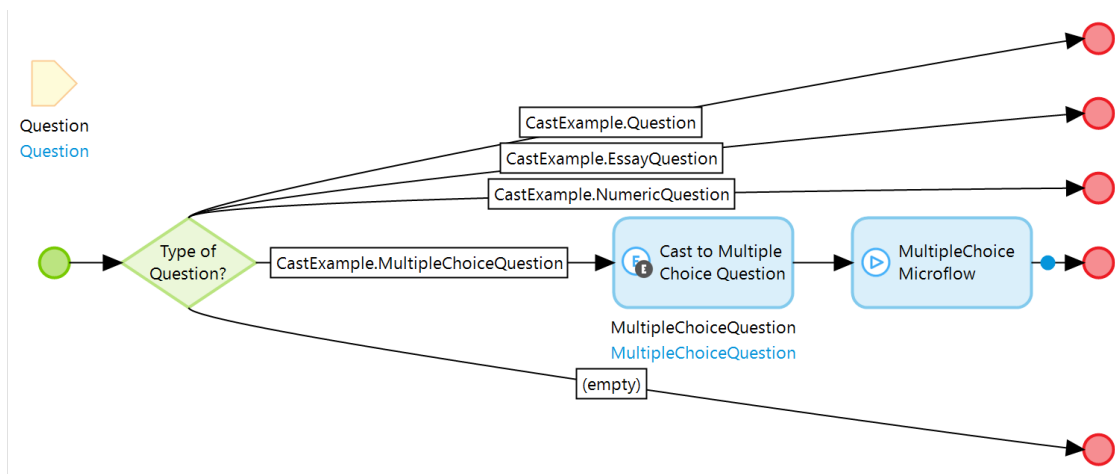 Question
Question
CastExample.Question
CastExample.EssayQuestion
CastExample.NumericQuestion
Type of
Question?
CastExample.MultipleChoiceQuestion
E
E
Cast to Multiple
Choice Question
MultipleChoiceQuestion
MultipleChoiceQuestion
MultipleChoice
Microflow
(empty)